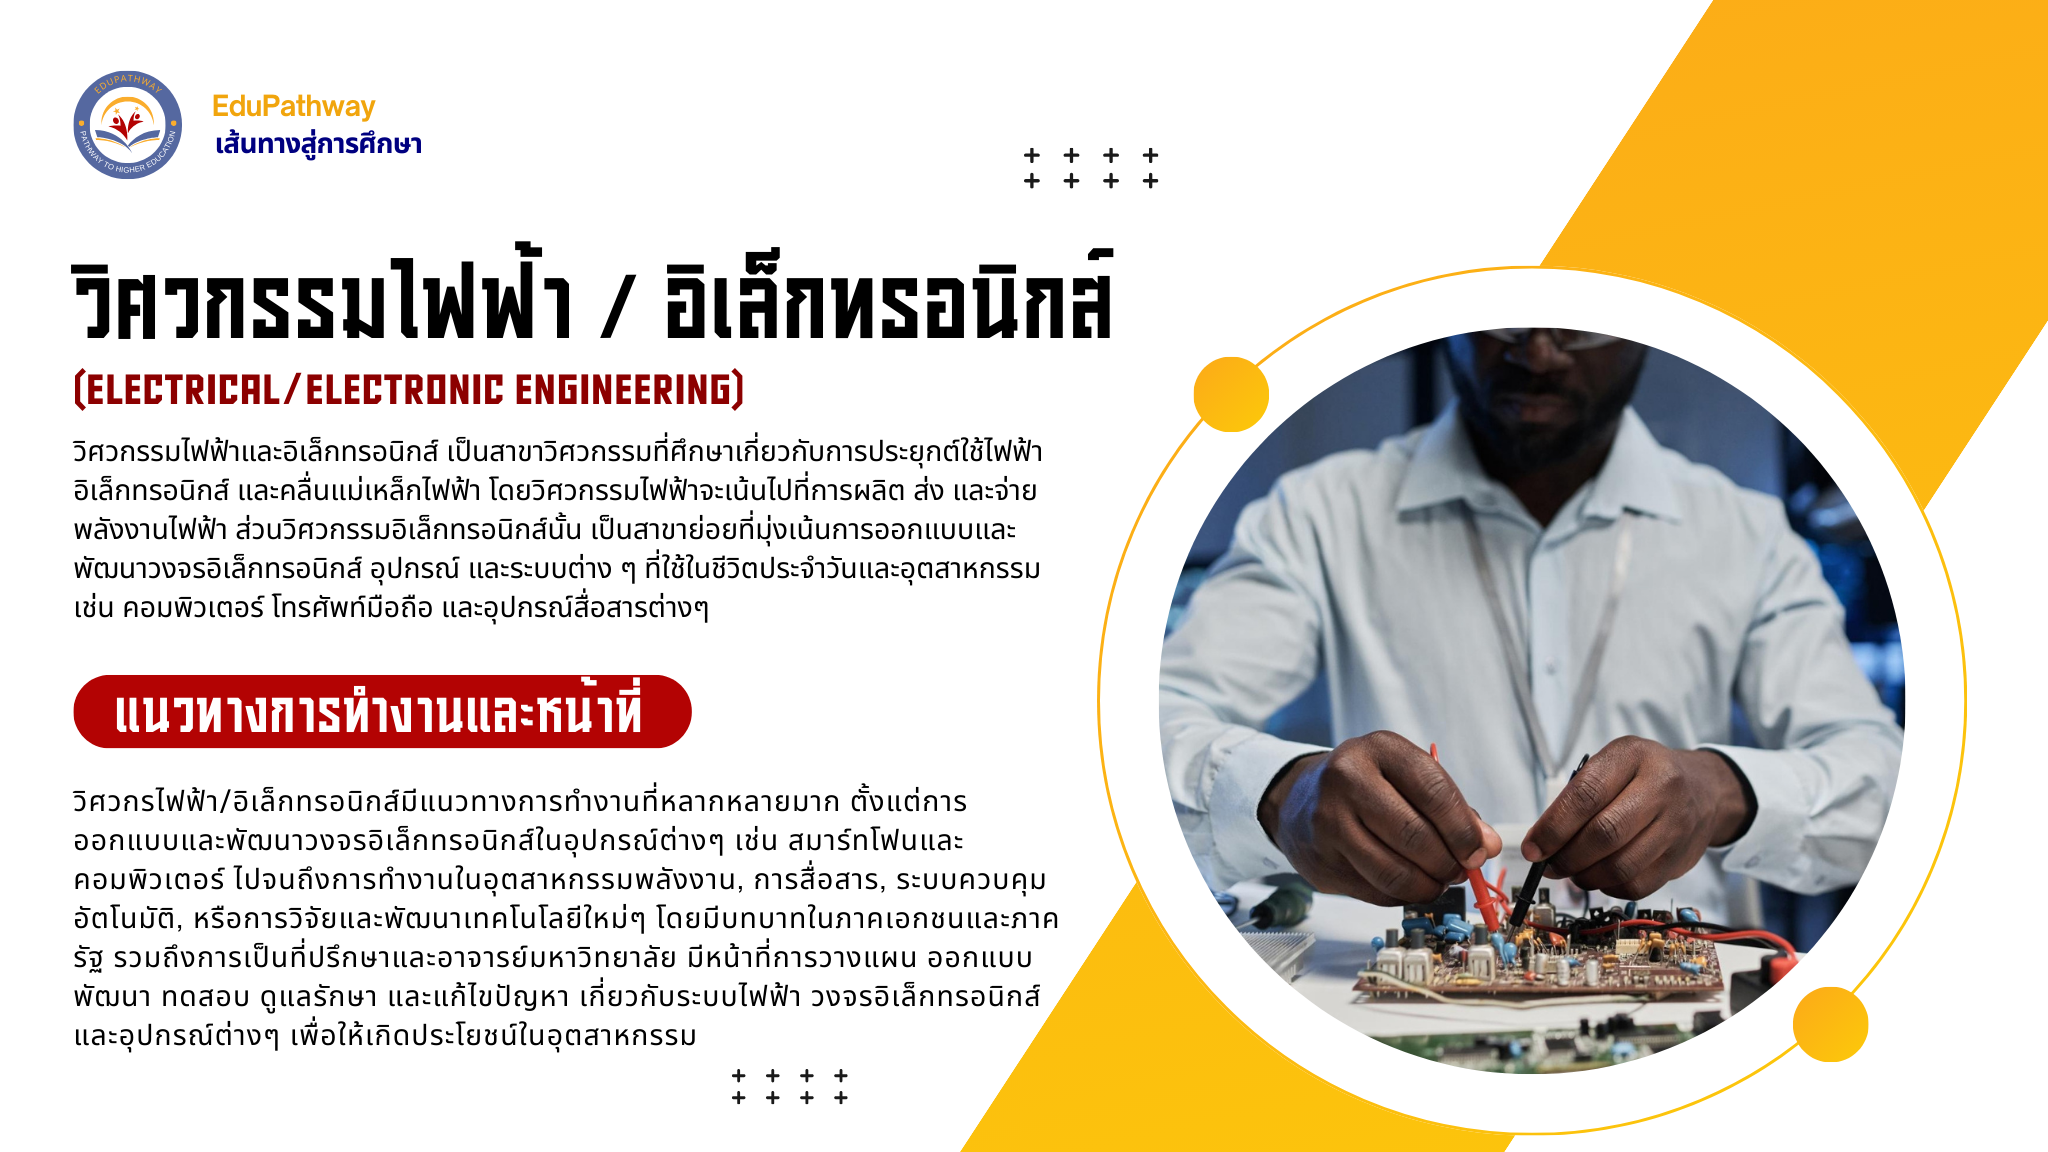 EDUPATHWAY
PATHWAY TO HIGHER EDUCATION
EduPathway
เส้นทางสู่การศึกษา
วิศวกรรมไฟฟ้า / อิเล็กทรอนิกส์
(ELECTRICAL/ELECTRONIC ENGINEERING)
วิศวกรรมไฟฟ้าและอิเล็กทรอนิกส์ เป็นสาขาวิศวกรรมที่ศึกษาเกี่ยวกับการประยุกต์ใช้ไฟฟ้า
อิเล็กทรอนิกส์ และคลื่นแม่เหล็กไฟฟ้า โดยวิศวกรรมไฟฟ้าจะเน้นไปที่การผลิต ส่ง และจ่าย
พลังงานไฟฟ้า ส่วนวิศวกรรมอิเล็กทรอนิกส์นั้น เป็นสาขาย่อยที่มุ่งเน้นการออกแบบและ
พัฒนาวงจรอิเล็กทรอนิกส์ อุปกรณ์ และระบบต่าง ๆ ที่ใช้ในชีวิตประจำวันและอุตสาหกรรม
เช่น คอมพิวเตอร์ โทรศัพท์มือถือ และอุปกรณ์สื่อสารต่างๆ
แนวทางการทำงานและหน้าที่
วิศวกรไฟฟ้า/อิเล็กทรอนิกส์มีแนวทางการทำงานที่หลากหลายมาก ตั้งแต่การ
ออกแบบและพัฒนาวงจรอิเล็กทรอนิกส์ในอุปกรณ์ต่างๆ เช่น สมาร์ทโฟนและ
คอมพิวเตอร์ ไปจนถึงการทำงานในอุตสาหกรรมพลังงาน, การสื่อสาร, ระบบควบคุม
อัตโนมัติ, หรือการวิจัยและพัฒนาเทคโนโลยีใหม่ๆ โดยมีบทบาทในภาคเอกชนและภาค
รัฐ รวมถึงการเป็นที่ปรึกษาและอาจารย์มหาวิทยาลัย มีหน้าที่การวางแผน ออกแบบ
พัฒนา ทดสอบ ดูแลรักษา และแก้ไขปัญหา เกี่ยวกับระบบไฟฟ้า วงจรอิเล็กทรอนิกส์
และอุปกรณ์ต่างๆ เพื่อให้เกิดประโยชน์ในอุตสาหกรรม